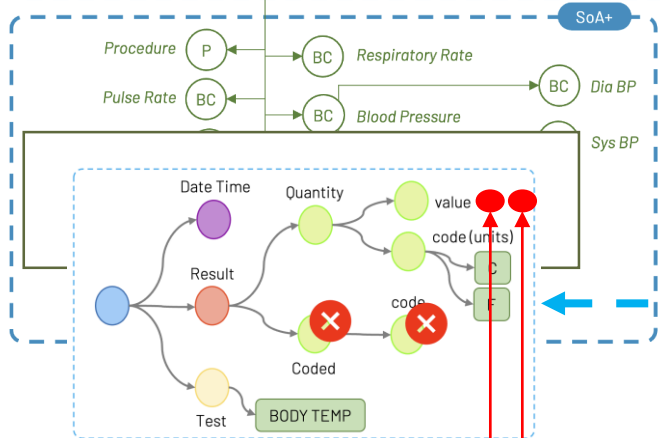 SoA+
Procedure
P
BC
Respiratory Rate
Pulse Rate
BC
BC
Blood Pressure
BC
Dia BP
Sys BP
Date Time
Quantity
value
code (units)
C
Result
F
code
Coded
Test
BODY TEMP